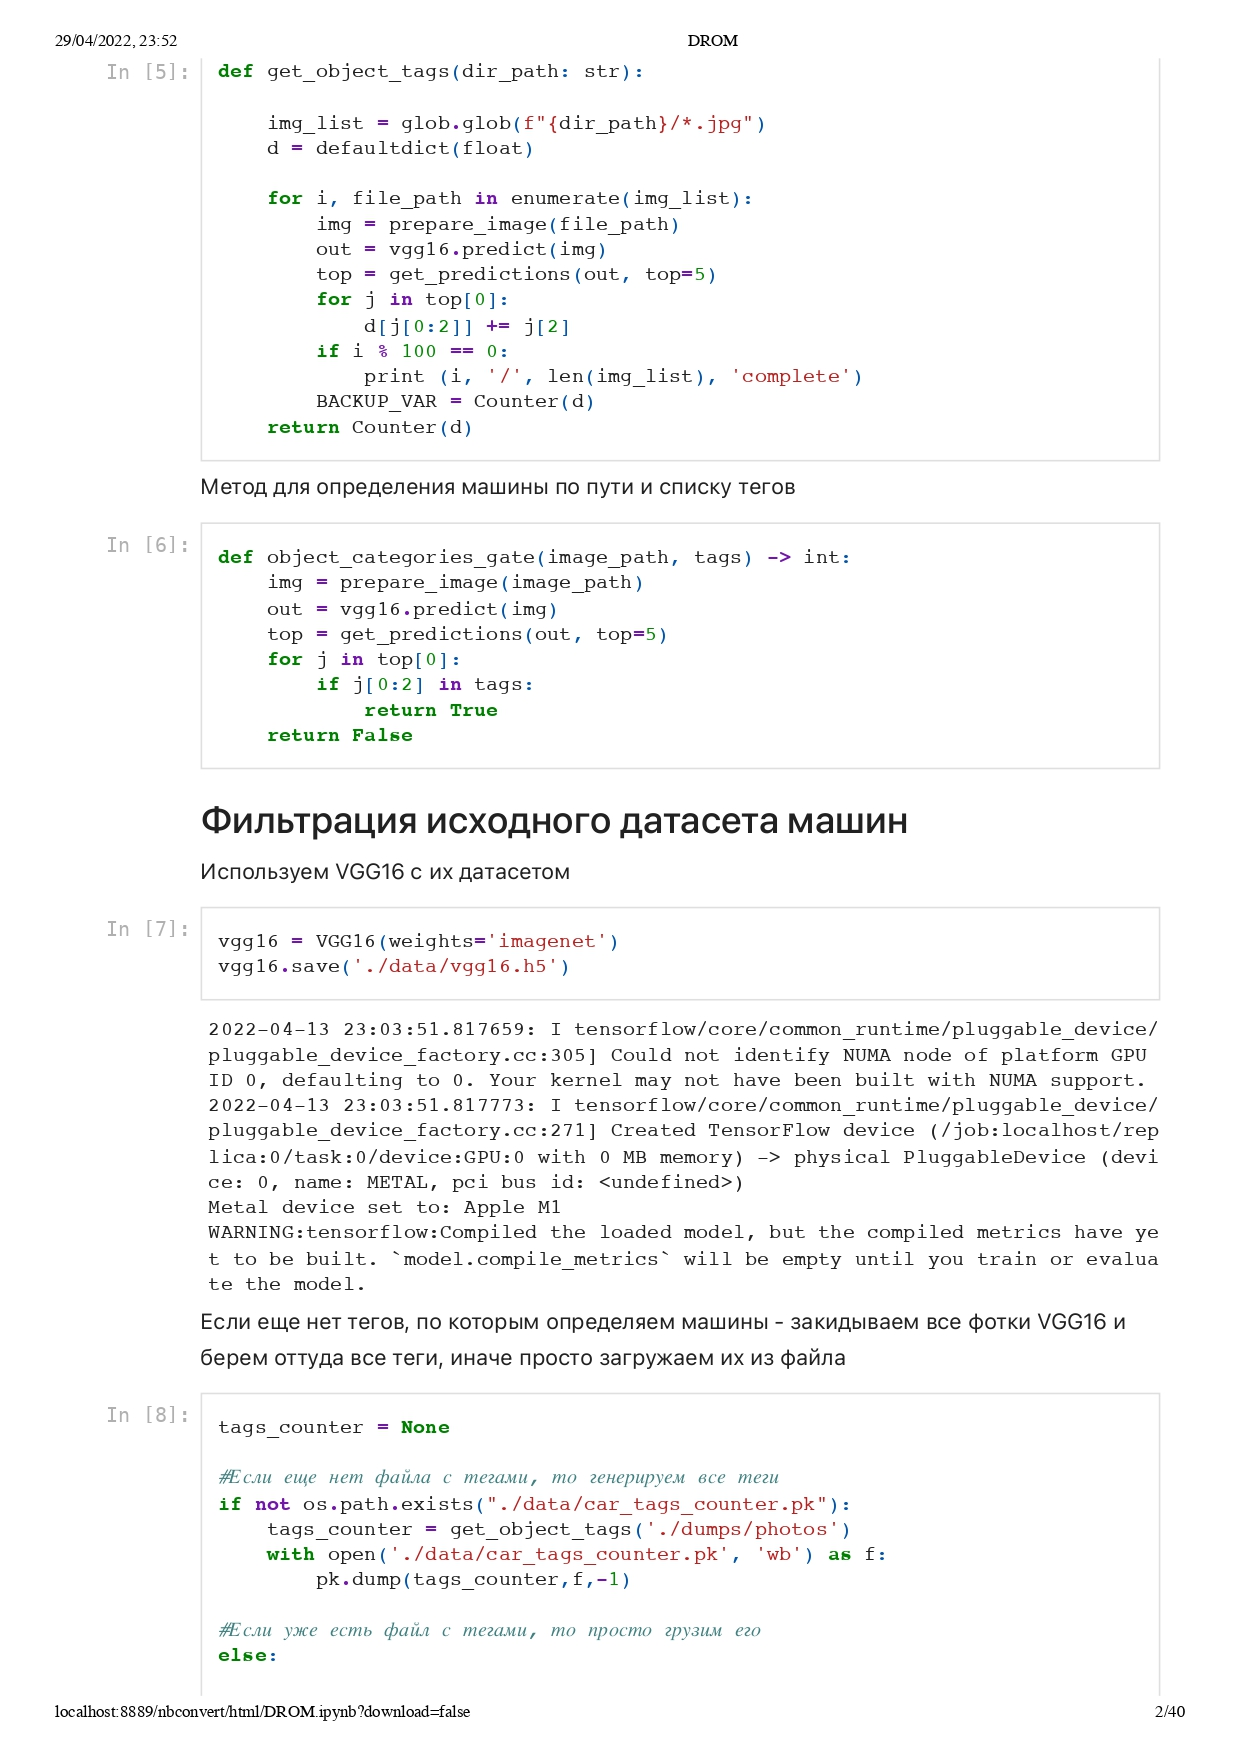 29/04/2022, 23:52 DROM
In [5]:
def get_object_tags(dir_path: str):

    img_list = glob.glob(f"{dir_path}/*.jpg")
    d = defaultdict(float)

    for i, file_path in enumerate(img_list):
        img = prepare_image(file_path)
        out = vgg16.predict(img)
        top = get_predictions(out, top=5)
        for j in top[0]:
            d[j[0:2]] += j[2]
        if i % 100 == 0:
            print (i, '/', len(img_list), 'complete')
        BACKUP_VAR = Counter(d)
    return Counter(d)
Метод для определения машины по пути и списку тегов
In [6]:
def object_categories_gate(image_path, tags) -> int:
    img = prepare_image(image_path)
    out = vgg16.predict(img)
    top = get_predictions(out, top=5)
    for j in top[0]:
        if j[0:2] in tags:
            return True
    return False
Фильтрация исходного датасета машин
Используем VGG16 с их датасетом
In [7]:
vgg16 = VGG16(weights='imagenet')
vgg16.save('./data/vgg16.h5')
2022-04-13 23:03:51.817659: I tensorflow/core/common_runtime/pluggable_device/
pluggable_device_factory.cc:305] Could not identify NUMA node of platform GPU
ID 0, defaulting to 0. Your kernel may not have been built with NUMA support.
2022-04-13 23:03:51.817773: I tensorflow/core/common_runtime/pluggable_device/
pluggable_device_factory.cc:271] Created TensorFlow device (/job:localhost/rep
lica:0/task:0/device:GPU:0 with 0 MB memory) -> physical PluggableDevice (devi
ce: 0, name: METAL, pci bus id: <undefined>)
Metal device set to: Apple M1
WARNING:tensorflow:Compiled the loaded model, but the compiled metrics have ye
t to be built. `model.compile_metrics` will be empty until you train or evalua
te the model.
Если еще нет тегов, по которым определяем машины - закидываем все фотки VGG16 и
берем оттуда все теги, иначе просто загружаем их из файла
In [8]:
tags_counter = None

#Если еще нет файла с тегами, то генерируем все теги
if not os.path.exists("./data/car_tags_counter.pk"):
    tags_counter = get_object_tags('./dumps/photos')
    with open('./data/car_tags_counter.pk', 'wb') as f:
        pk.dump(tags_counter,f,-1)

#Если уже есть файл с тегами, то просто грузим его
else:
localhost:8889/nbconvert/html/DROM.ipynb?download=false 2/40